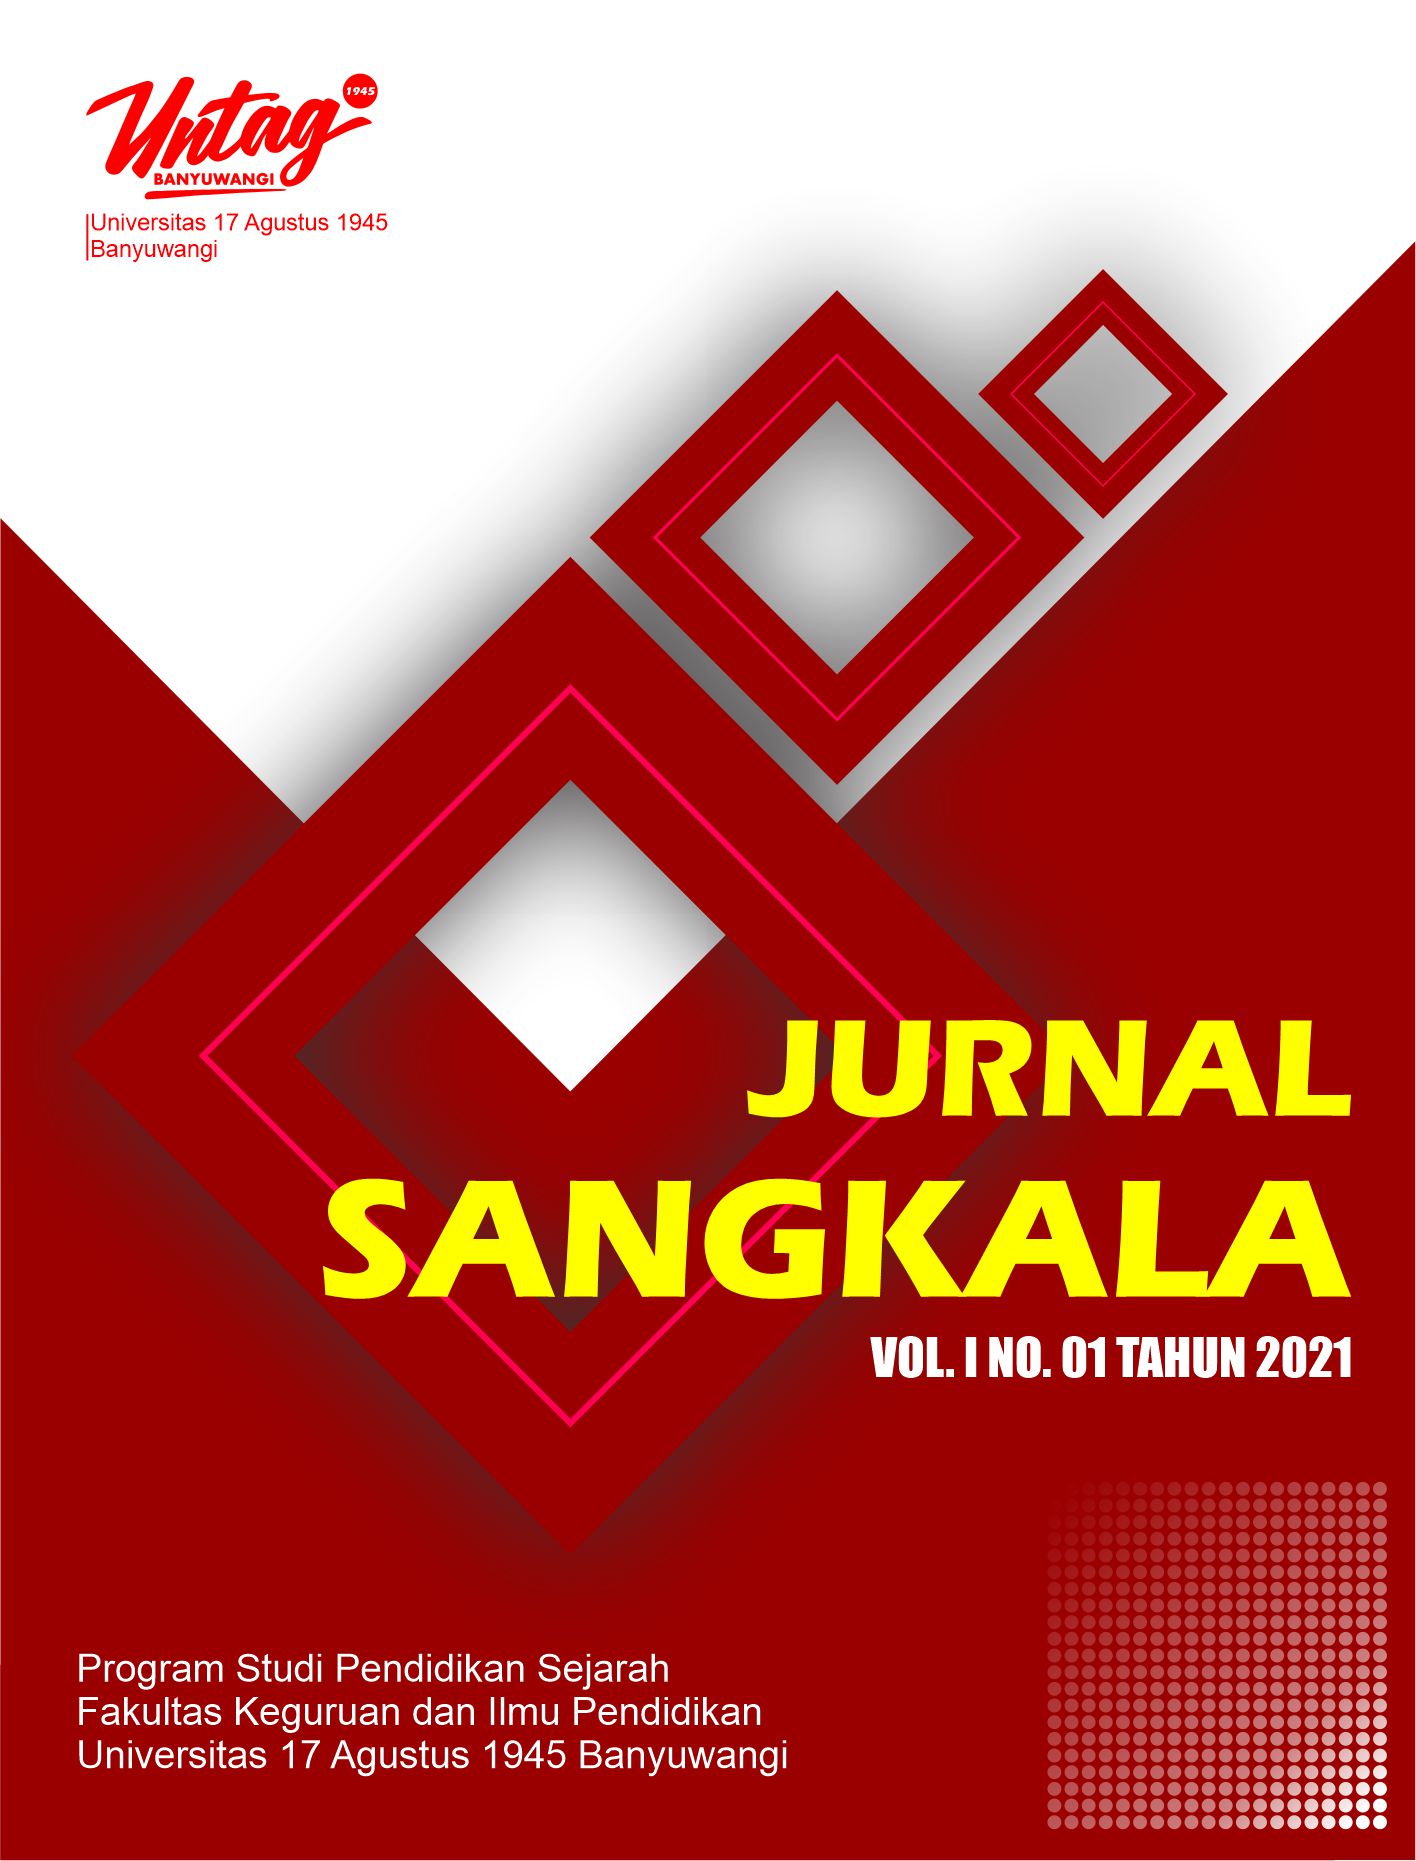 Untag
1945
BANYUWANGI
Universitas 17 Agustus 1945
Banyuwangi
JURNAL
SANGKALA
VOL. I NO. 01 TAHUN 2021
Program Studi Pendidikan Sejarah
Fakultas Keguruan dan Ilmu Pendidikan
Universitas 17 Agustus 1945 Banyuwangi